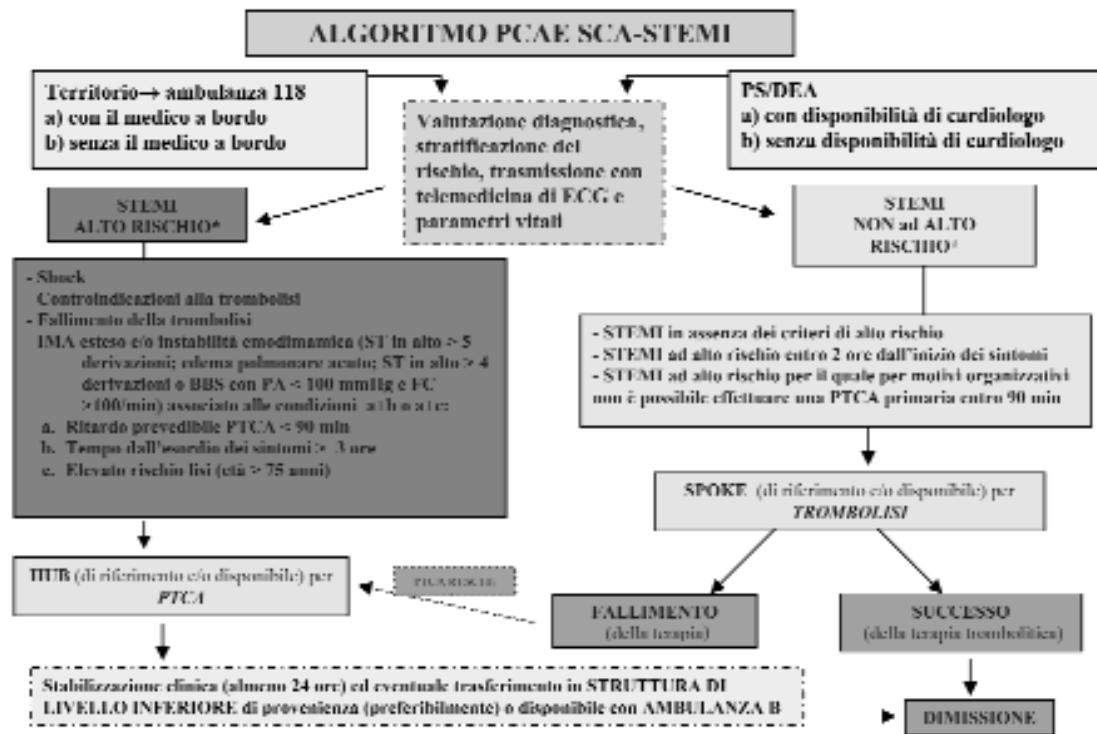 ALGORITMO PCAE SCA-STEMI
Territorio→ ambulanza 118
a) con il medico a bordo
b) senza il medico a bordo
Valutazione diagnostica,
stratificazione del
rischio, trasmissione con
telemedicina di ECG e
parametri vitali
PS/DEA
a) con disponibilità di cardiologo
b) senza disponibilità di cardiologo
STEMI
ALTO RISCHIO*
STEMI
NON ad ALTO
RISCHIO
- Shock
Controindicazioni alla trombolisi
- Fallimento della trombolisi
IMA esteso e/o instabilità emodinamica (ST in alto > 5
derivazioni; edema polmonare acuto; ST in alto > 4
derivazioni o BBS con PA < 100 mmHg e FC
>100/min) associato alle condizioni a+b o a+c:
a. Ritardo prevedibile PTCA < 90 min
b. Tempo dall'esordio dei sintomi > 3 ore
c. Elevato rischio lisi (età > 75 anni)
- STEMI in assenza dei criteri di alto rischio
- STEMI ad alto rischio entro 2 ore dall'inizio dei sintomi
- STEMI ad alto rischio per il quale per motivi organizzativi
non è possibile effettuare una PTCA primaria entro 90 min
SPOKE (di riferimento e/o disponibile) per
TROMBOLISI
HUB (di riferimento e/o disponibile) per
PTCA
FALLIMENTO
(della terapia)
SUCCESSO
(della terapia trombolitica)
Stabilizzazione clinica (almeno 24 ore) ed eventuale trasferimento in STRUTTURA DI
LIVELLO INFERIORE di provenienza (preferibilmente) o disponibile con AMBULANZA B
DIMISSIONE